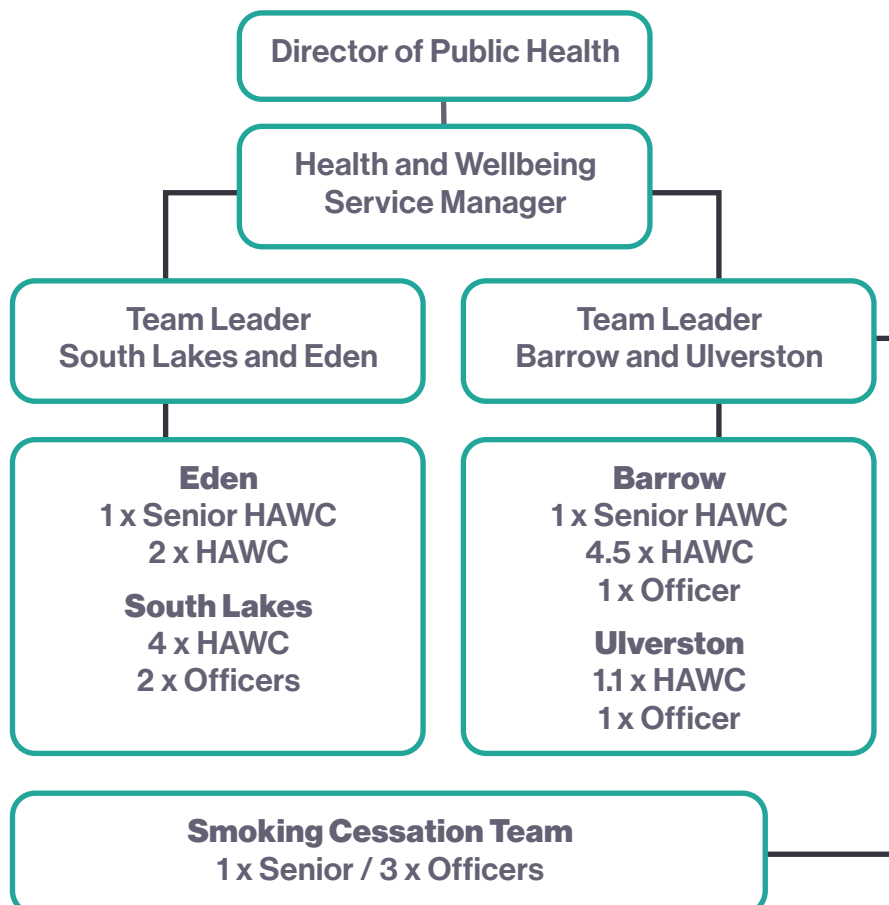 Director of Public Health
Health and Wellbeing
Service Manager
Team Leader
South Lakes and Eden
Team Leader
Barrow and Ulverston
Eden
1 x Senior HAWC
2 x HAWC
South Lakes
4 x HAWC
2 x Officers
Barrow
1 x Senior HAWC
4.5 x HAWC
1 x Officer
Ulverston
1.1 x HAWC
1 x Officer
Smoking Cessation Team
1 x Senior / 3 x Officers